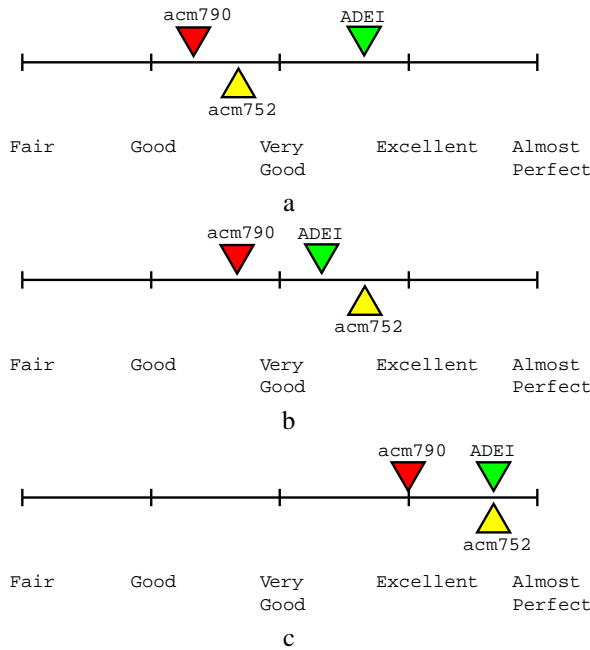 acm790 ADEI
acm752
Fair Good Very Excellent Almost
Good Perfect
a
acm790 ADEI
acm752
Fair Good Very Excellent Almost
Good Perfect
b
acm790 ADEI
acm752
Fair Good Very Excellent Almost
Good Perfect
c